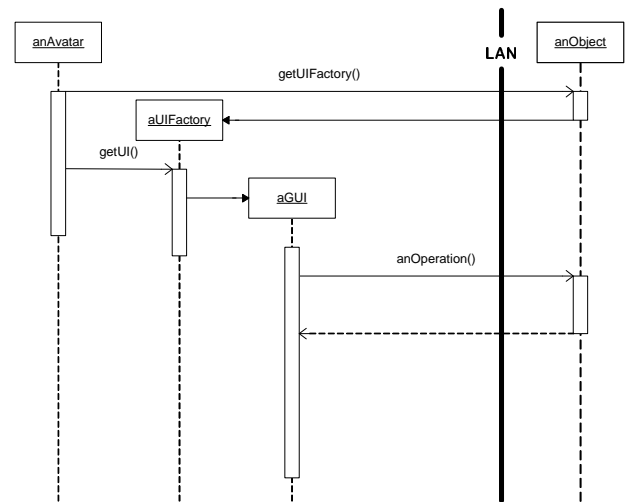 anAvatar
anObject
LAN
getUIFactory()
aUIFactory
getUI()
aGUI
anOperation()